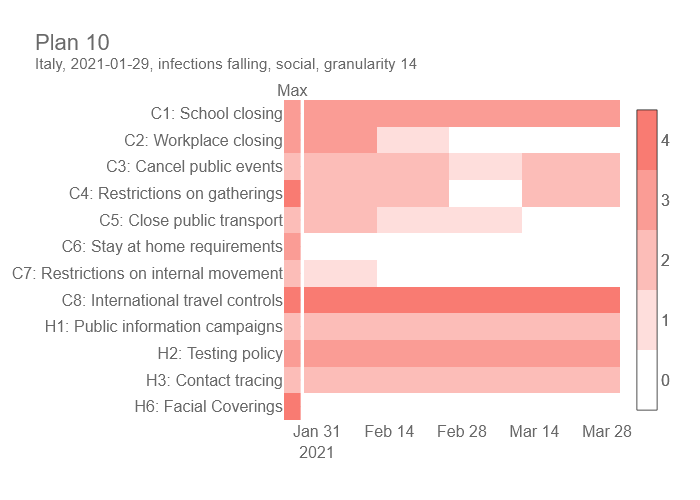 Plan 10
Italy, 2021-01-29, infections falling, social, granularity 14
Max
C1: School closing
C2: Workplace closing
C3: Cancel public events
C4: Restrictions on gatherings
C5: Close public transport
C6: Stay at home requirements
C7: Restrictions on internal movement
C8: International travel controls
H1: Public information campaigns
H2: Testing policy
H3: Contact tracing
H6: Facial Coverings
4
3
2
1
0
Jan 31 Feb 14 Feb 28 Mar 14 Mar 28
2021